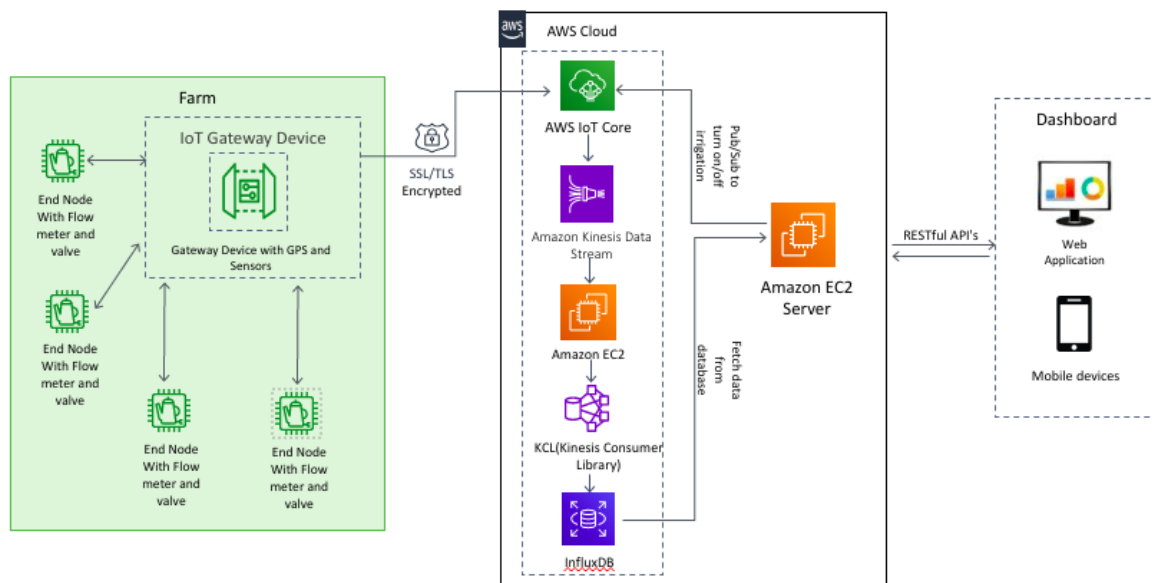 aws
AWS Cloud
Farm
IoT Gateway Device
Gateway Device with GPS and
Sensors
End Node
With Flow
meter and
valve
End Node
With Flow
meter and
valve
End Node
With Flow
meter and
valve
End Node
With Flow
meter and
valve
SSL/TLS
Encrypted
AWS IoT Core
Amazon Kinesis Data
Stream
Amazon EC2
KCL(Kinesis Consumer
Library)
InfluxDB
Pub/Sub to
turn on/off
irrigation
Fetch data
from
database
Amazon EC2
Server
RESTful API's
Dashboard
Web
Application
Mobile devices